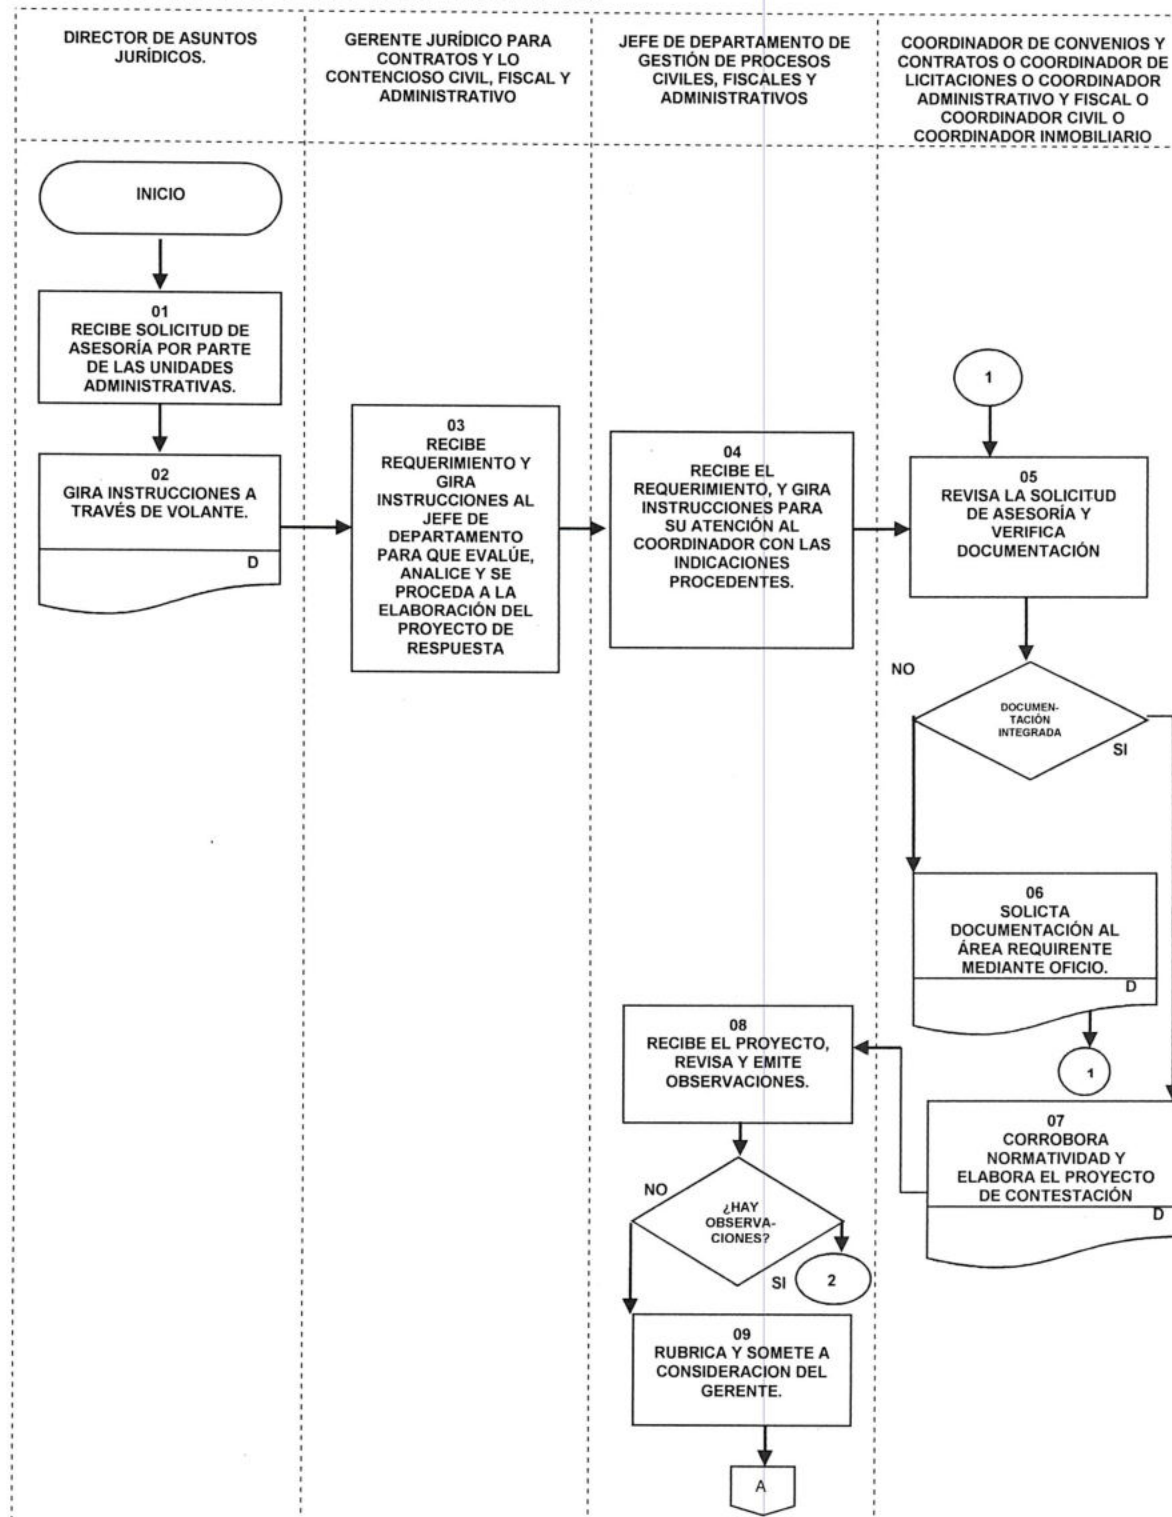 DIRECTOR DE ASUNTOS
JURÍDICOS.
GERENTE JURÍDICO PARA
CONTRATOS Y LO
CONTENCIOSO CIVIL, FISCAL Y
ADMINISTRATIVO
JEFE DE DEPARTAMENTO DE
GESTIÓN DE PROCESOS
CIVILES, FISCALES Y
ADMINISTRATIVOS
COORDINADOR DE CONVENIOS Y
CONTRATOS O COORDINADOR DE
LICITACIONES O COORDINADOR
ADMINISTRATIVO Y FISCAL O
COORDINADOR CIVIL O
COORDINADOR INMOBILIARIO
INICIO
01
RECIBE SOLICITUD DE
ASESORÍA POR PARTE
DE LAS UNIDADES
ADMINISTRATIVAS.
02
GIRA INSTRUCCIONES A
TRAVÉS DE VOLANTE.
D
03
RECIBE
REQUERIMIENTO Y
GIRA
INSTRUCCIONES AL
JEFE DE
DEPARTAMENTO
PARA QUE EVALÚE,
ANALICE Y SE
PROCEDA A LA
ELABORACIÓN DEL
PROYECTO DE
RESPUESTA
04
RECIBE EL
REQUERIMIENTO, Y GIRA
INSTRUCCIONES PARA
SU ATENCIÓN AL
COORDINADOR CON LAS
INDICACIONES
PROCEDENTES.
1
05
REVISA LA SOLICITUD
DE ASESORÍA Y
VERIFICA
DOCUMENTACIÓN
NO
DOCUMEN-
TACIÓN
INTEGRADA
SI
06
SOLICTA
DOCUMENTACIÓN AL
ÁREA REQUIRENTE
MEDIANTE OFICIO.
D
1
07
CORROBORA
NORMATIVIDAD Y
ELABORA EL PROYECTO
DE CONTESTACIÓN
D
08
RECIBE EL PROYECTO,
REVISA Y EMITE
OBSERVACIONES.
NO
¿HAY
OBSERVA-
CIONES?
SI
2
09
RUBRICA Y SOMETE A
CONSIDERACION DEL
GERENTE.
A